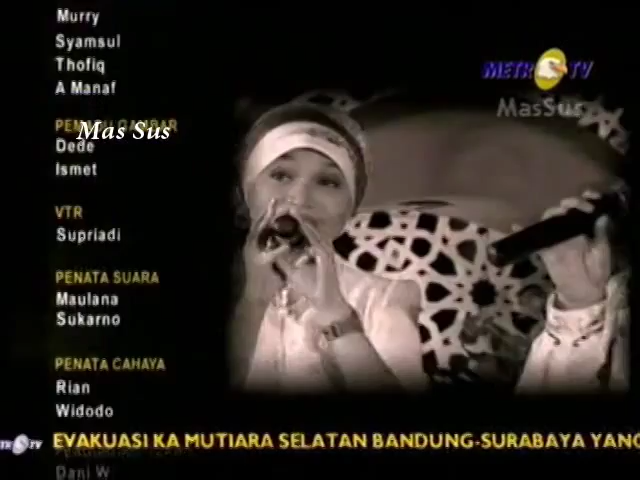 Murry
Syamsul
Thofiq
A Manaf
METRO TV
MasSus
Mas Sus
Dede
Ismet
VTR
Supriadi
PENATA SUARA
Maulana
Sukarno
PENATA CAHAYA
Rian
Widodo
EVAKUASI KA MUTIARA SELATAN BANDUNG-SURABAYA YANG
Dani W